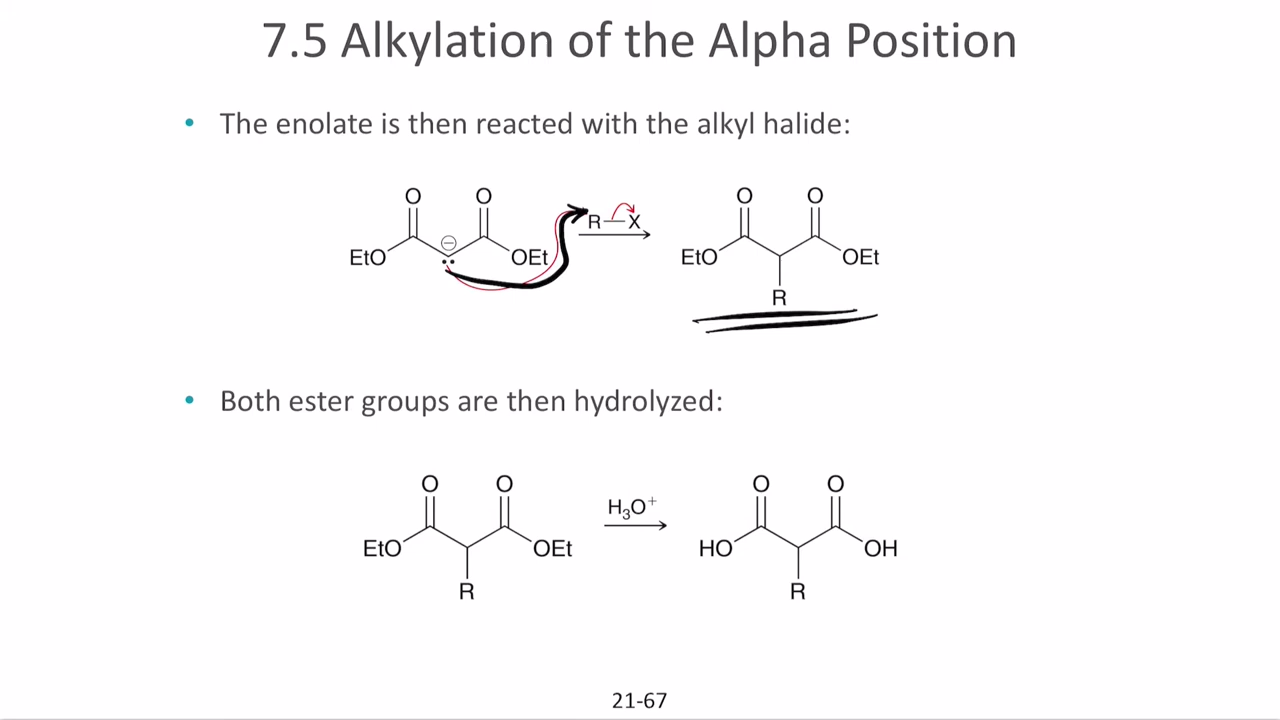 7.5 Alkylation of the Alpha Position
• The enolate is then reacted with the alkyl halide:
O O O O
⊖ R—X
EtO OEt EtO OEt
R
• Both ester groups are then hydrolyzed:
O O O O
H₃O⁺
EtO OEt HO OH
R R
21-67